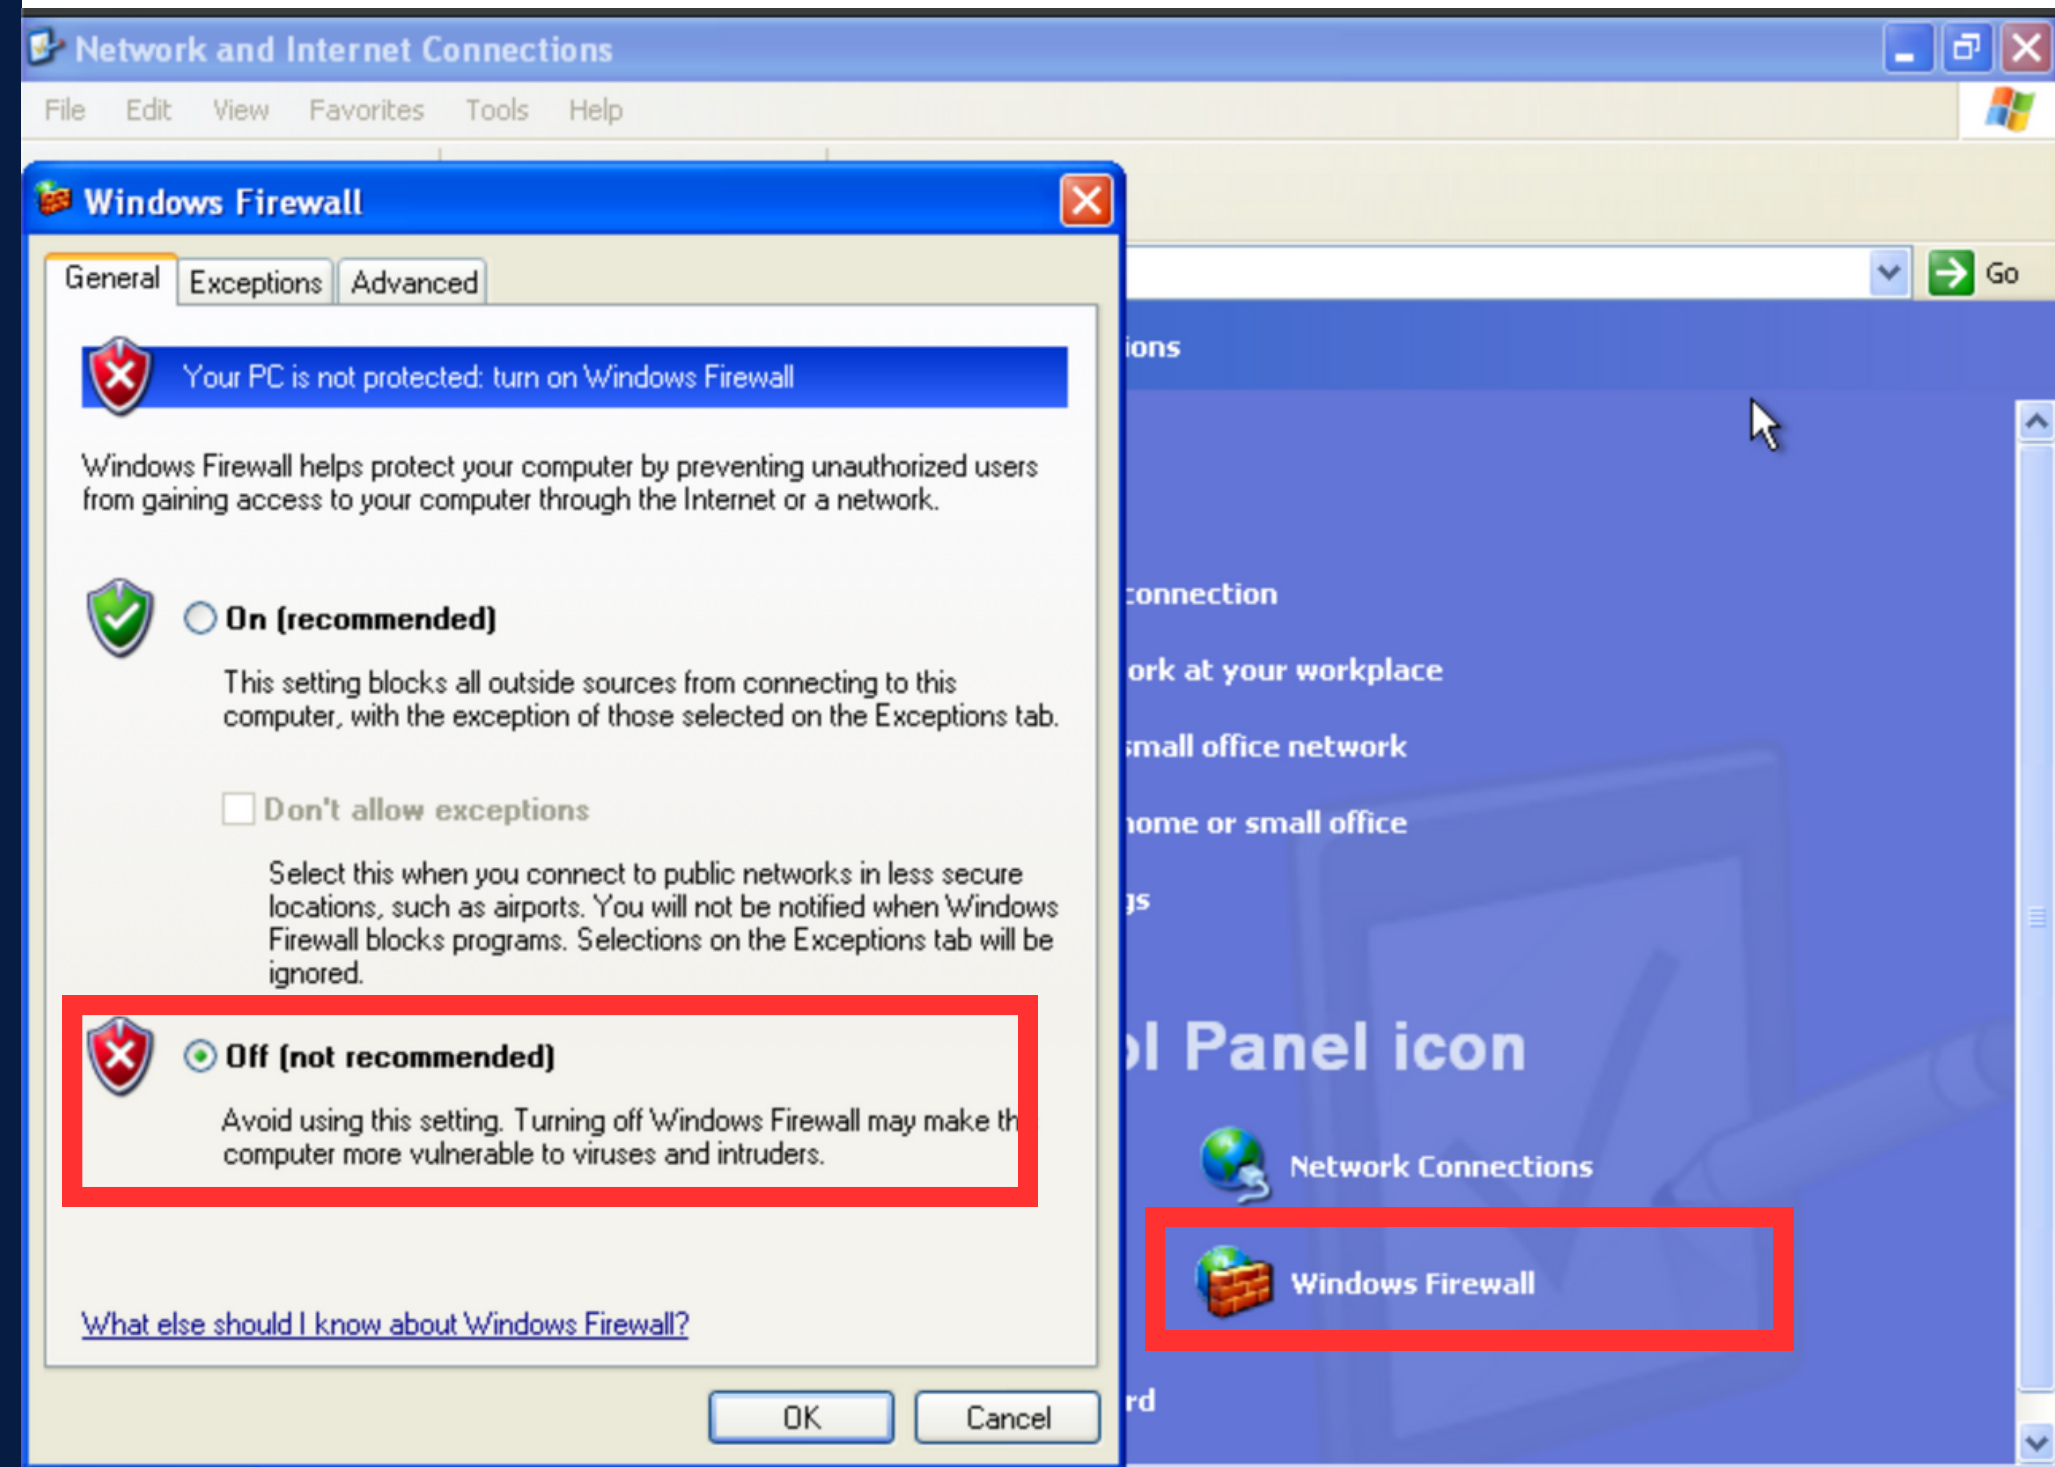 Network and Internet Connections
File Edit View Favorites Tools Help
Windows Firewall
General Exceptions Advanced
Your PC is not protected: turn on Windows Firewall
Windows Firewall helps protect your computer by preventing unauthorized users
from gaining access to your computer through the Internet or a network.
On (recommended)
This setting blocks all outside sources from connecting to this
computer, with the exception of those selected on the Exceptions tab.
Don't allow exceptions
Select this when you connect to public networks in less secure
locations, such as airports. You will not be notified when Windows
Firewall blocks programs. Selections on the Exceptions tab will be
ignored.
Off (not recommended)
Avoid using this setting. Turning off Windows Firewall may make th
computer more vulnerable to viruses and intruders.
What else should I know about Windows Firewall?
OK Cancel
Go
ions
connection
ork at your workplace
small office network
home or small office
gs
ol Panel icon
Network Connections
Windows Firewall
rd